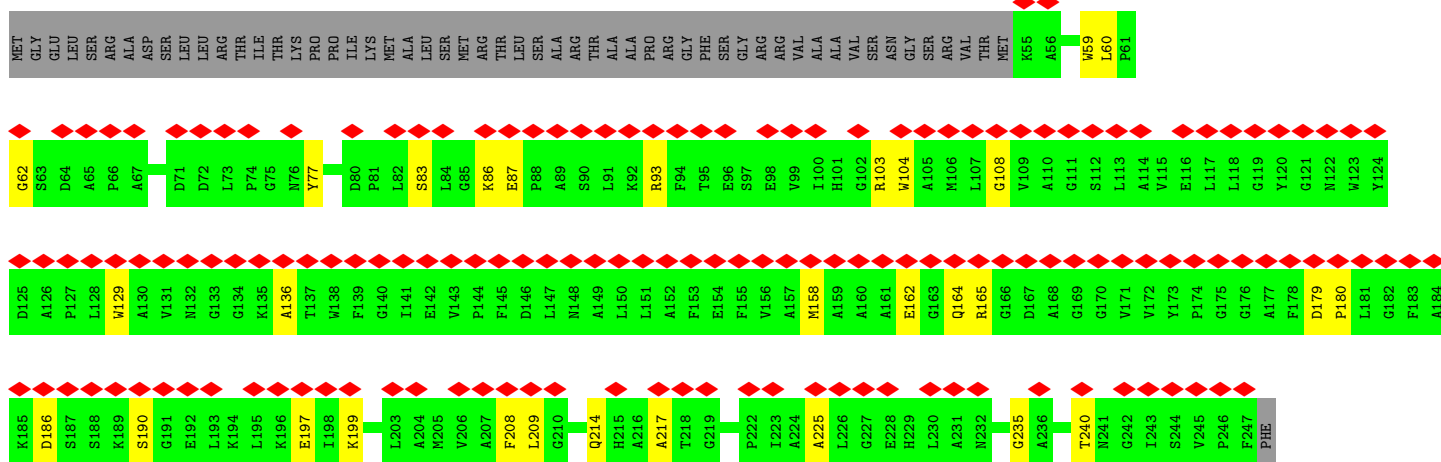 MET GLY GLU LEU SER ARG ALA ASP SER LEU LEU ARG THR ILE THR LYS PRO PRO ILE LYS MET ALA LEU SER MET ARG THR LEU SER ALA ARG THR ALA ALA PRO ARG GLY PHE SER GLY ARG ARG VAL ALA ALA VAL SER ASN GLY SER ARG VAL THR MET K55 A56 W59 L60 P61
G62 S63 D64 A65 P66 A67 D71 D72 L73 P74 G75 N76 Y77 D80 P81 L82 S83 L84 G85 K86 E87 P88 A89 S90 L91 K92 R93 F94 T95 E96 S97 E98 V99 I100 H101 G102 R103 W104 A105 M106 L107 G108 V109 A110 G111 S112 L113 A114 V115 E116 L117 L118 G119 Y120 G121 N122 W123 Y124
D125 A126 P127 L128 W129 A130 V131 N132 G133 G134 K135 A136 T137 W138 F139 G140 I141 E142 V143 P144 F145 D146 L147 N148 A149 L150 L151 A152 F153 E154 F155 V156 A157 M158 A159 A160 A161 E162 G163 Q164 R165 G166 D167 A168 G169 G170 V171 V172 Y173 P174 G175 G176 A177 F178 D179 P180 L181 G182 F183 A184
K185 D186 S187 S188 K189 S190 G191 E192 L193 K194 L195 K196 E197 I198 K199 L203 A204 M205 V206 A207 F208 L209 G210 Q214 H215 A216 A217 T218 G219 P222 I223 A224 A225 L226 G227 E228 H229 L230 A231 N232 G235 A236 T240 N241 G242 I243 S244 V245 P246 F247 PHE